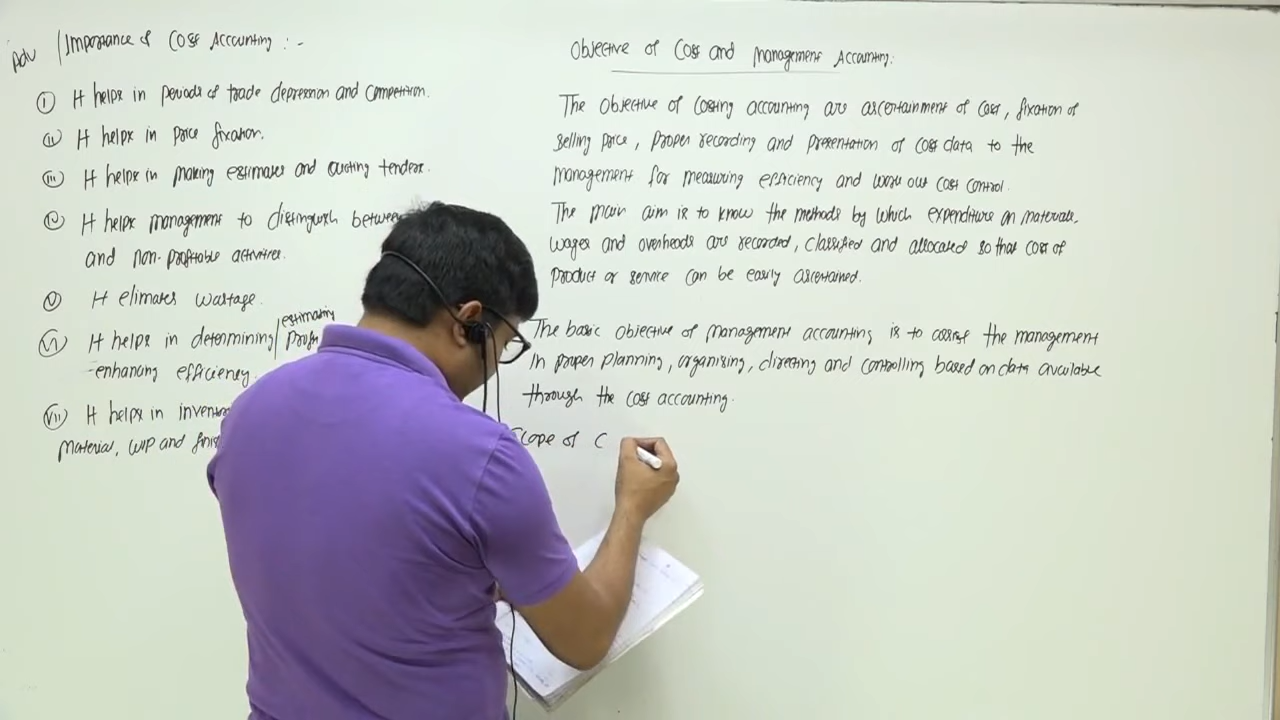 Adv / Importance of Cost Accounting :-
(i) It helps in periods of trade depression and competition.
(ii) It helps in price fixation.
(iii) It helps in making estimates and quoting tenders.
(iv) It helps management to distinguish between
and non-profitable activities.
(v) It elimates wastage.
(vi) It helps in determining / estimating
enhancing efficiency.
(vii) It helps in
Material, WIP and
Objective of Cost and Management Accounting:
The objective of costing accounting are ascertainment of cost, fixation of
selling price, proper recording and presentation of cost data to the
management for measuring efficiency and work out cost control.
The main aim is to know the methods by which expenditure on materials,
wages and overheads are recorded, classified and allocated so that cost of
product or service can be easily ascertained.
The basic objective of management accounting is to assist the management
in proper planning, organising, directing and controlling based on data available
through the cost accounting.
Scope of C